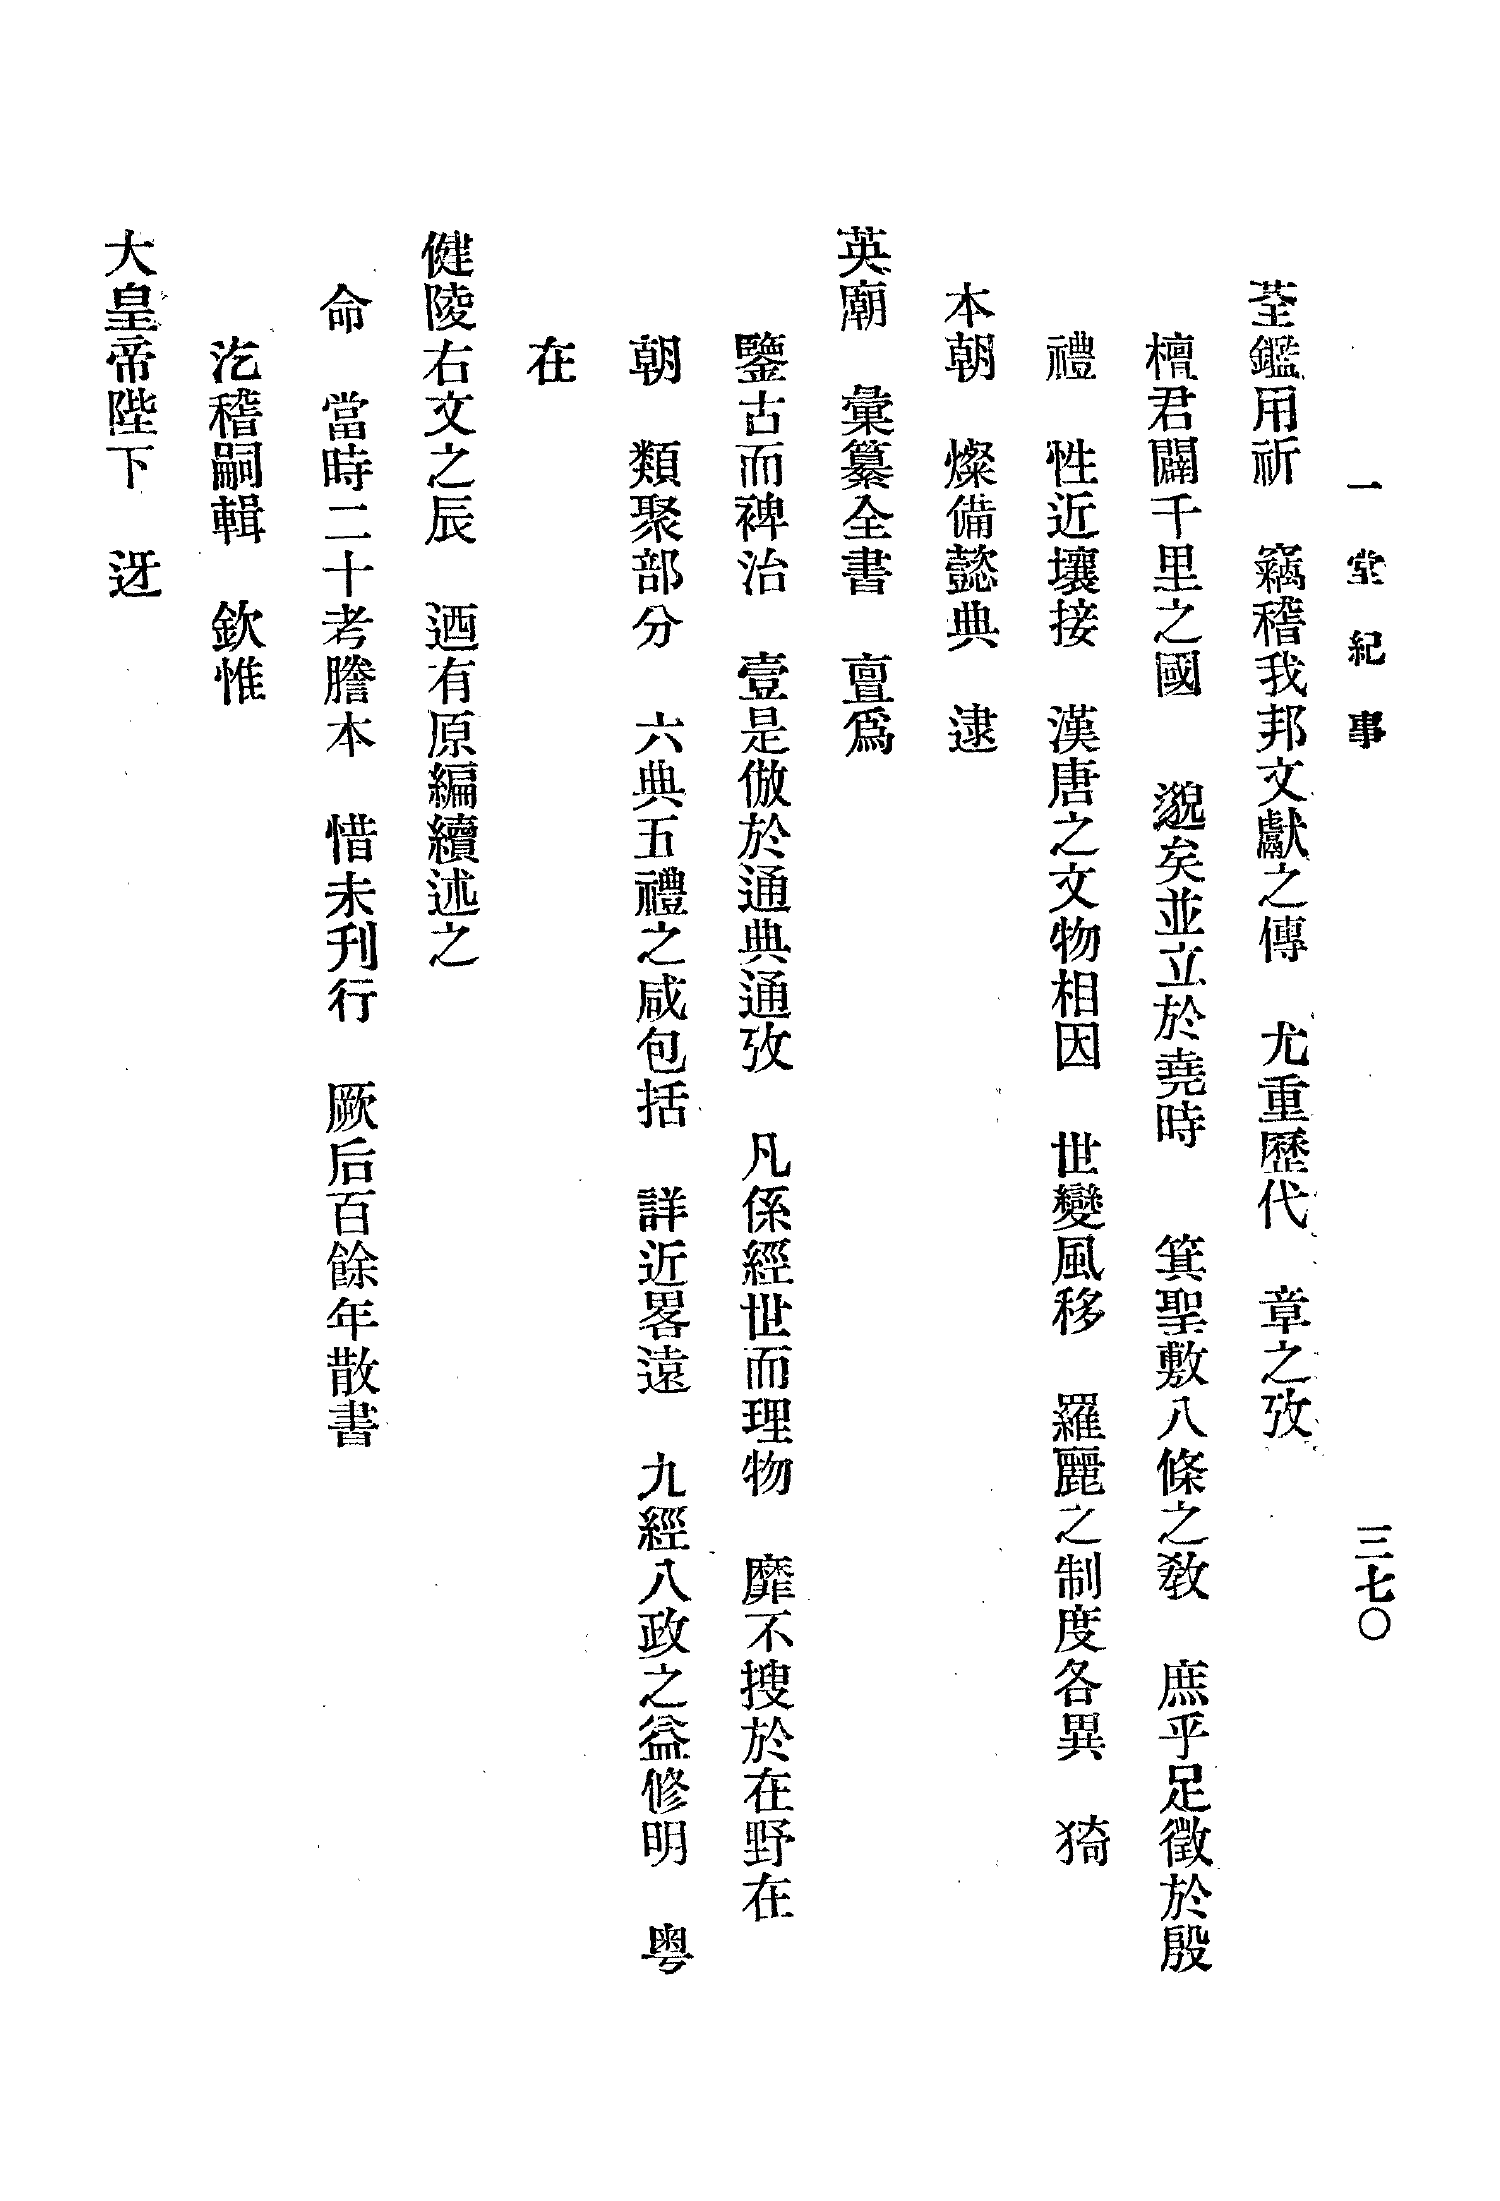 一堂紀事 三七〇
荃鑑用祈 竊稽我邦文獻之傳 尤重歷代 章之攷
檀君闢千里之國 邈矣並立於堯時 箕聖敷八條之敎 庶乎足徵於殷
禮 性近壤接 漢唐之文物相因 世變風移 羅麗之制度各異 猗
本朝 燦備懿典 逮
英廟 彙纂全書 亶爲
鑒古而裨治 壹是倣於通典通攷 凡係經世而理物 靡不搜於在野在
朝 類聚部分 六典五禮之咸包括 詳近畧遠 九經八政之益修明 粤
在
健陵右文之辰 迺有原編續述之
命 當時二十考謄本 惜未刊行 厥后百餘年散書
汔稽嗣輯 欽惟
大皇帝陛下 迓